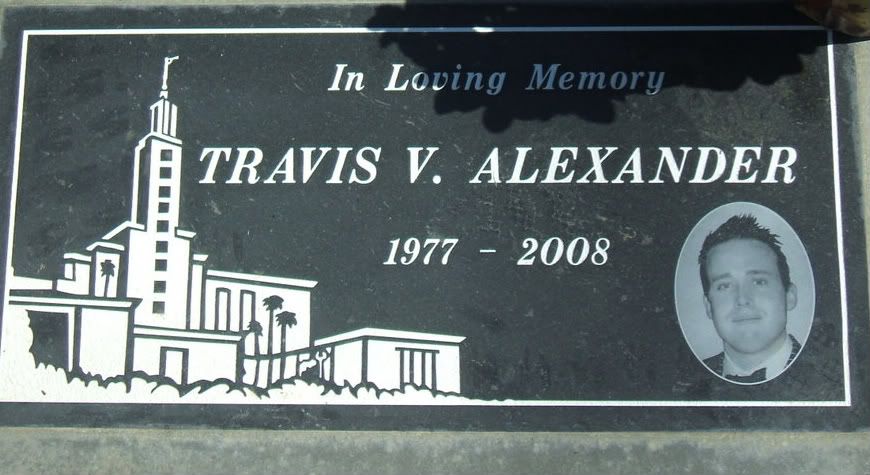 In Loving Memory
TRAVIS V. ALEXANDER
1977 - 2008